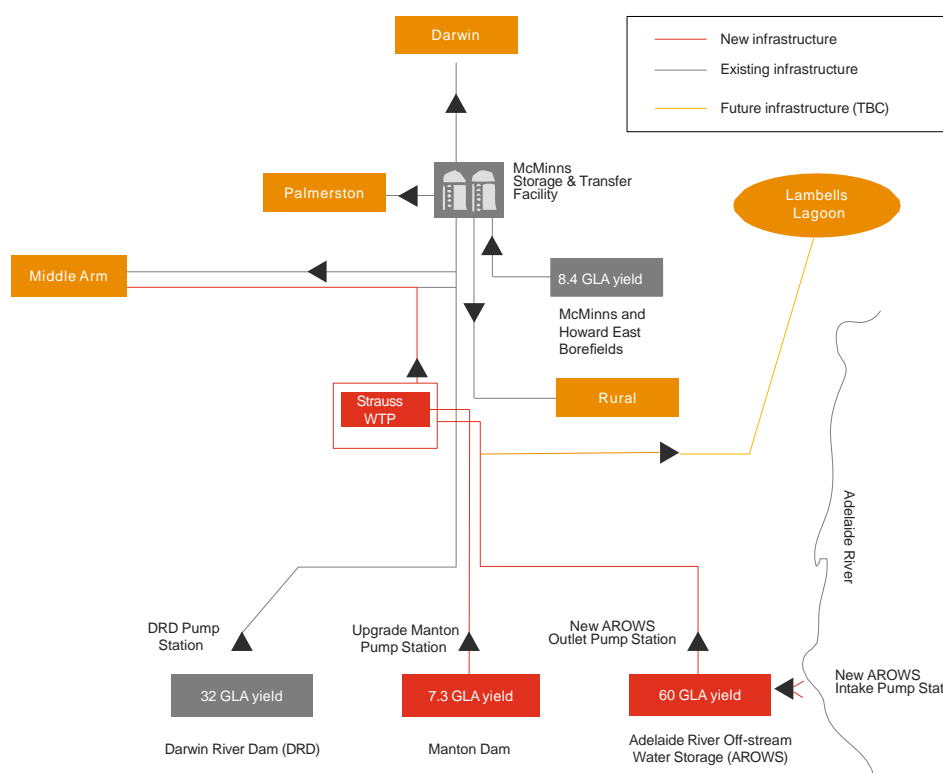 Darwin
New infrastructure
Existing infrastructure
Future infrastructure (TBC)
McMinns
Storage & Transfer
Facility
Palmerston
Lambells
Lagoon
Middle Arm
8.4 GLA yield
McMinns and
Howard East
Borefields
Strauss
WTP
Rural
Adelaide River
DRD Pump
Station
Upgrade Manton
Pump Station
New AROWS
Outlet Pump Station
New AROWS
Intake Pump Stat
32 GLA yield
7.3 GLA yield
60 GLA yield
Darwin River Dam (DRD)
Manton Dam
Adelaide River Off-stream
Water Storage (AROWS)